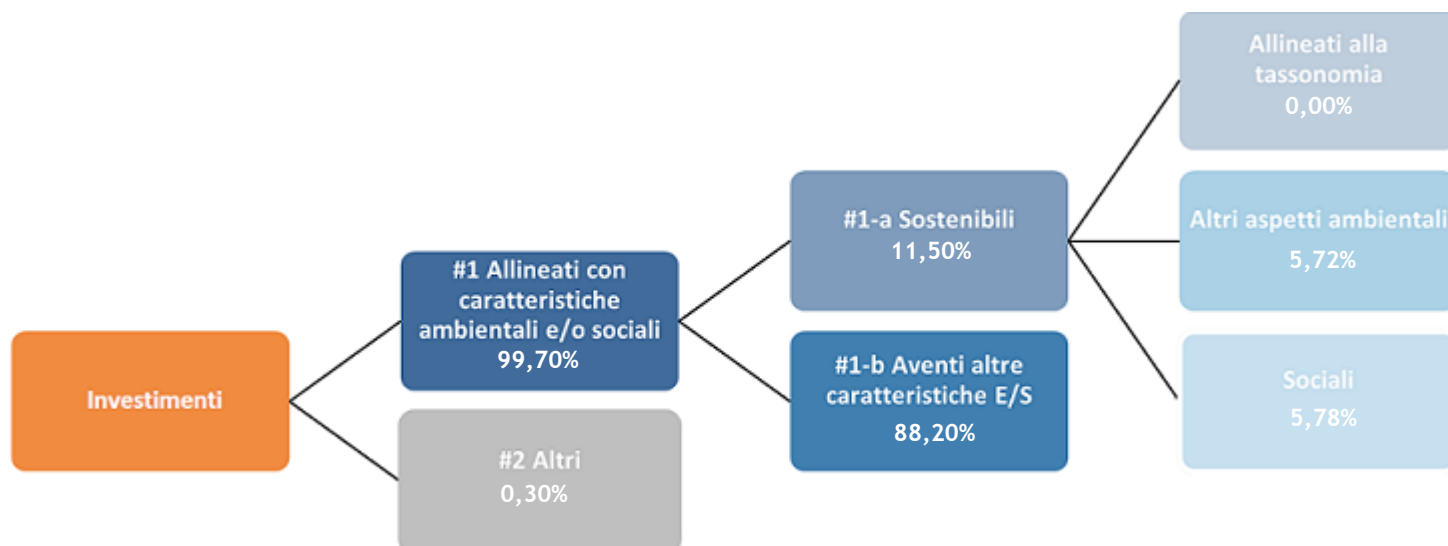 Investimenti
#1 Allineati con
caratteristiche
ambientali e/o sociali
99,70%
#2 Altri
0,30%
#1-a Sostenibili
11,50%
#1-b Aventi altre
caratteristiche E/S
88,20%
Allineati alla
tassonomia
0,00%
Altri aspetti ambientali
5,72%
Sociali
5,78%